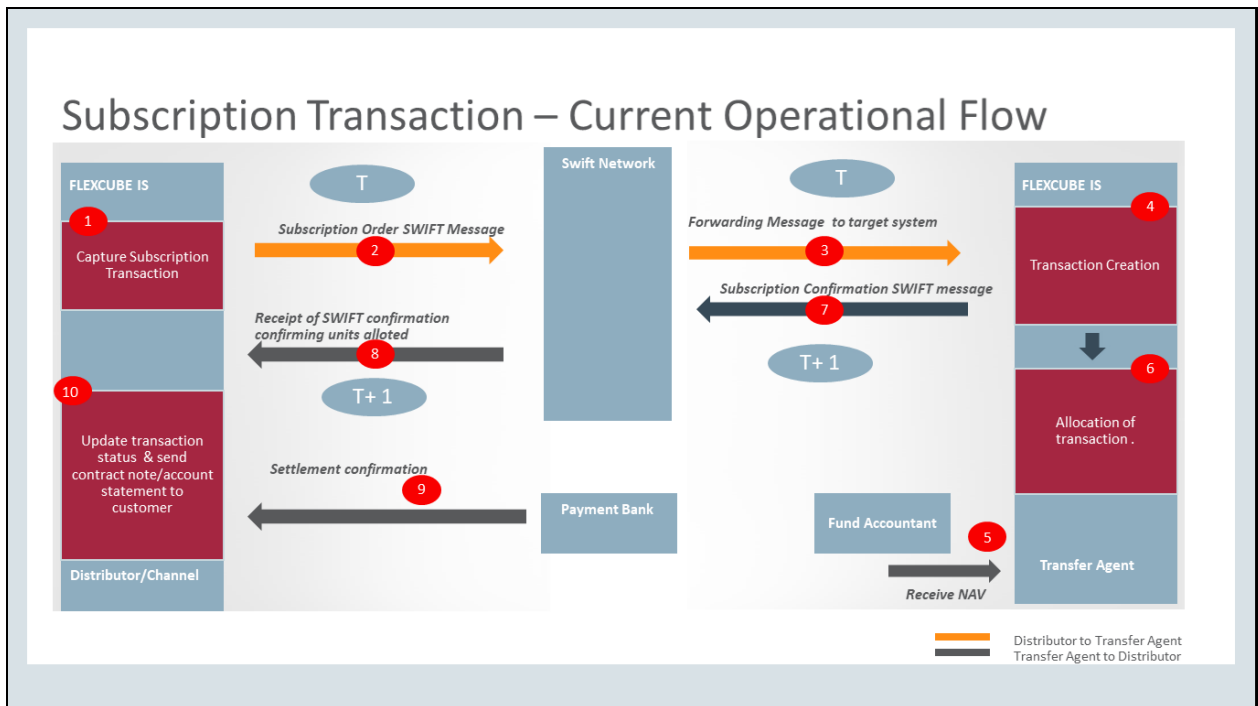 Subscription Transaction – Current Operational Flow
FLEXCUBE IS
1
Capture Subscription
Transaction
10
Update transaction
status & send
contract note/account
statement to
customer
Distributor/Channel
T
Subscription Order SWIFT Message
2
Receipt of SWIFT confirmation
confirming units alloted
8
T+ 1
Settlement confirmation
9
Swift Network
Payment Bank
T
Forwarding Message to target system
3
Subscription Confirmation SWIFT message
7
T+ 1
Fund Accountant
5
Receive NAV
FLEXCUBE IS
4
Transaction Creation
6
Allocation of
transaction .
Transfer Agent
Distributor to Transfer Agent
Transfer Agent to Distributor